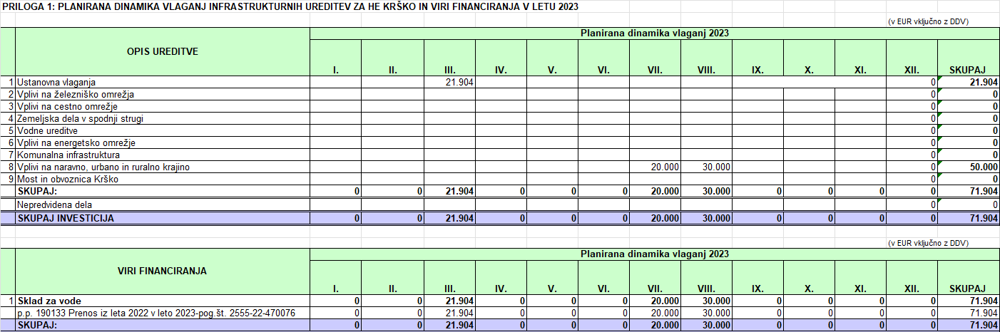 PRILOGA 1: PLANIRANA DINAMIKA VLAGANJ INFRASTRUKTURNIH UREDITEV ZA HE KRŠKO IN VIRI FINANCIRANJA V LETU 2023
(v EUR vključno z DDV)
OPIS UREDITVE Planirana dinamika vlaganj 2023
I. II. III. IV. V. VI. VII. VIII. IX. X. XI. XII. SKUPAJ
1 Ustanovna vlaganja 21.904 0 21.904
2 Vplivi na železniško omrežja 0 0
3 Vplivi na cestno omrežje 0 0
4 Zemeljska dela v spodnji strugi 0 0
5 Vodne ureditve 0 0
6 Vplivi na energetsko omrežje 0 0
7 Komunalna infrastruktura 0 0
8 Vplivi na naravno, urbano in ruralno krajino 20.000 30.000 0 50.000
9 Most in obvoznica Krško 0 0
SKUPAJ: 0 0 21.904 0 0 0 20.000 30.000 0 0 0 0 71.904
Nepredvidena dela 0 0
SKUPAJ INVESTICIJA 0 0 21.904 0 0 0 20.000 30.000 0 0 0 0 71.904
(v EUR vključno z DDV)
VIRI FINANCIRANJA Planirana dinamika vlaganj 2023
I. II. III. IV. V. VI. VII. VIII. IX. X. XI. XII. SKUPAJ
1 Sklad za vode 0 0 21.904 0 0 0 20.000 30.000 0 0 0 0 71.904
p.p. 190133 Prenos iz leta 2022 v leto 2023-pog.št. 2555-22-470076 0 0 21.904 0 0 0 20.000 30.000 0 0 0 0 71.904
SKUPAJ: 0 0 21.904 0 0 0 20.000 30.000 0 0 0 0 71.904